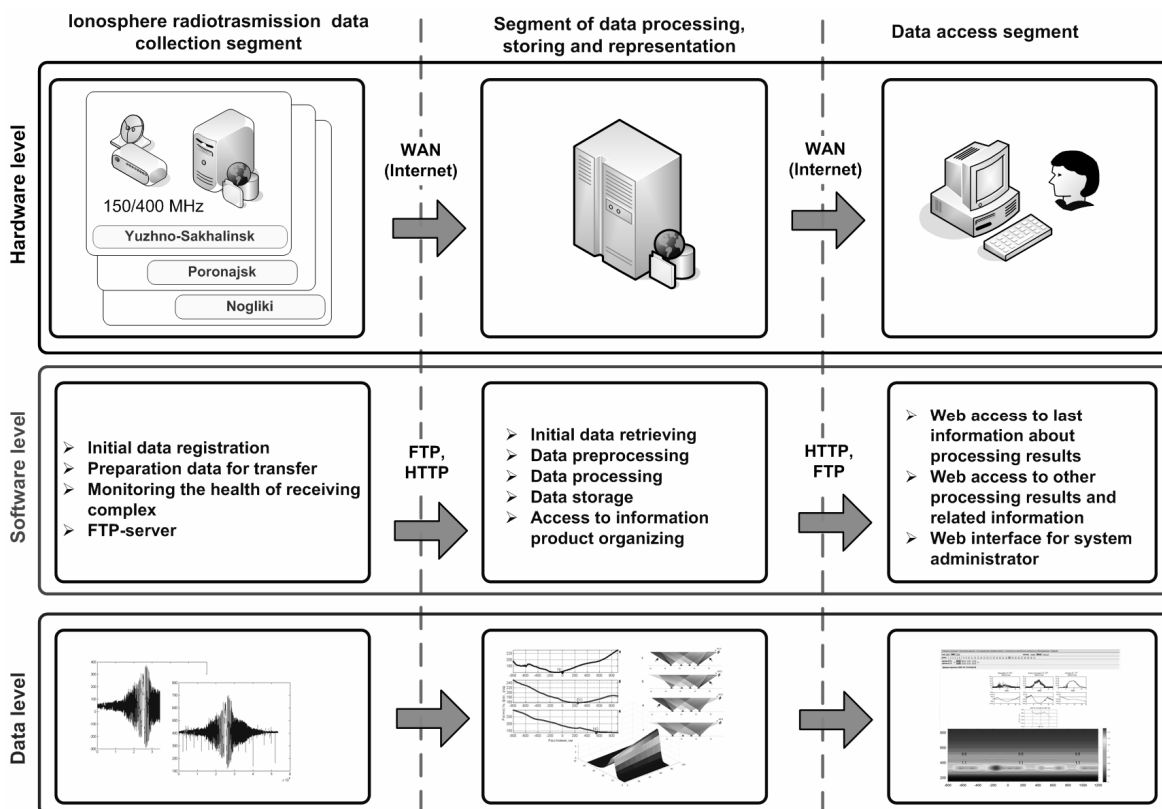 Ionosphere radiotrasmission data
collection segment
Segment of data processing,
storing and representation
Data access segment
Hardware level
150/400 MHz
Yuzhno-Sakhalinsk
Poronajsk
Nogliki
WAN
(Internet)
WAN
(Internet)
Software level
➢ Initial data registration
➢ Preparation data for transfer
➢ Monitoring the health of receiving
complex
➢ FTP-server
FTP,
HTTP
➢ Initial data retrieving
➢ Data preprocessing
➢ Data processing
➢ Data storage
➢ Access to information
product organizing
HTTP,
FTP
➢ Web access to last
information about
processing results
➢ Web access to other
processing results and
related information
➢ Web interface for system
administrator
Data level